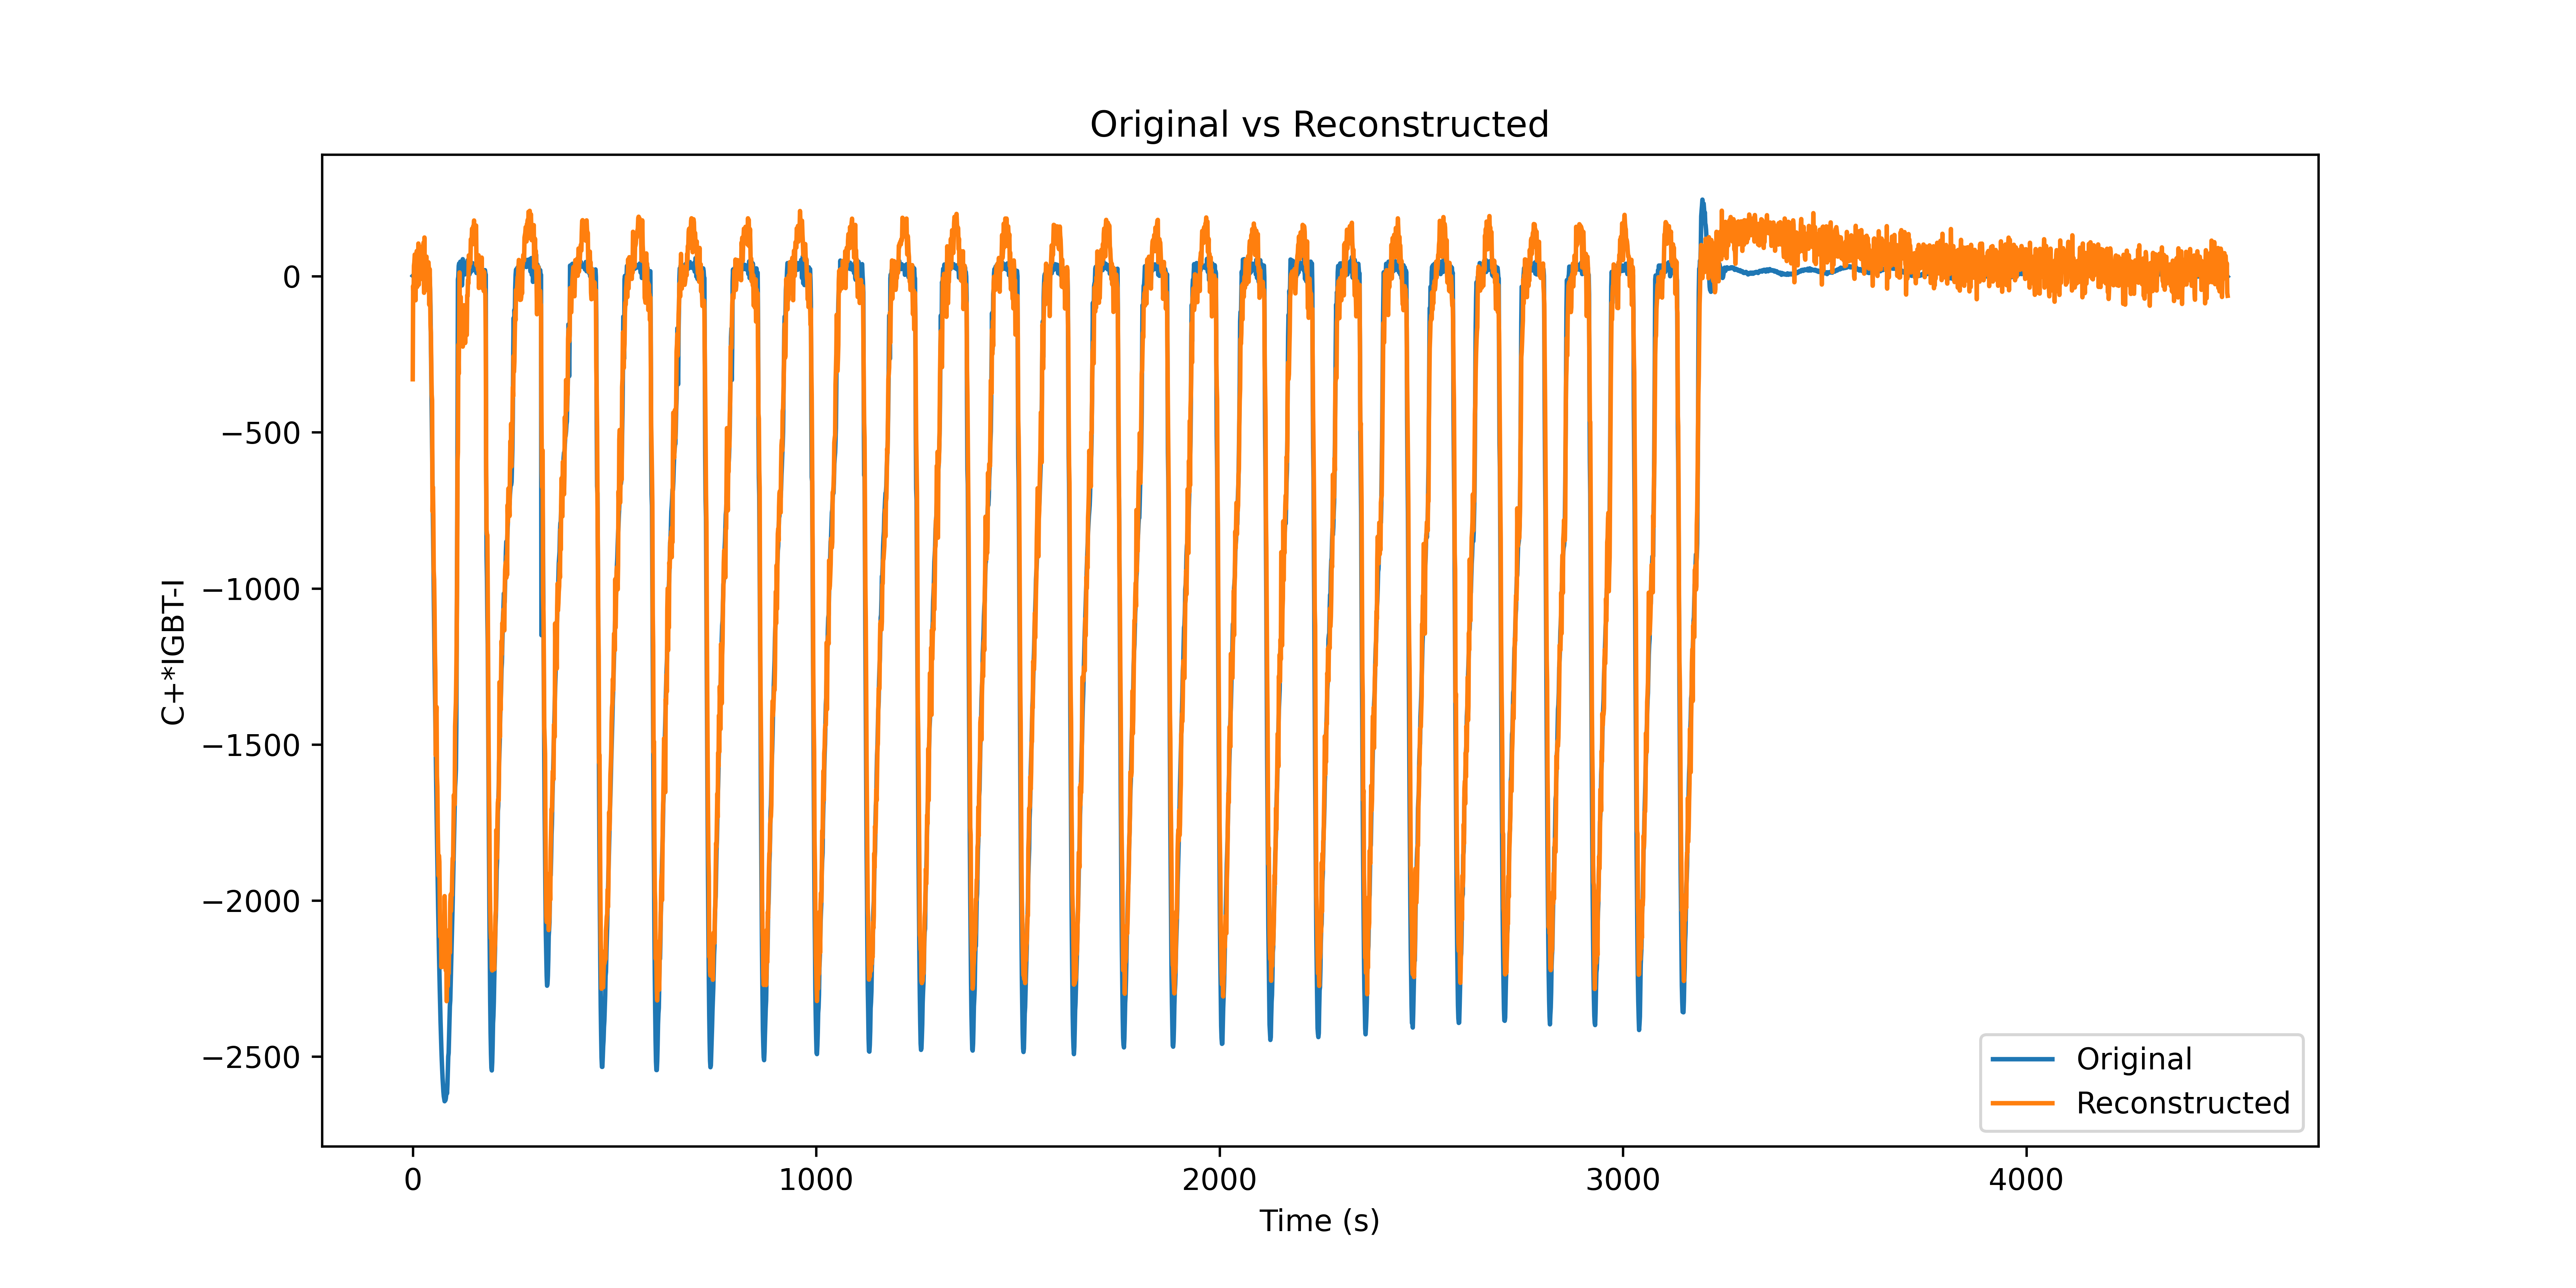 Original vs Reconstructed
C+*IGBT-I
0
−500
−1000
−1500
−2000
−2500
0
1000
2000
3000
4000
Time (s)
Original
Reconstructed